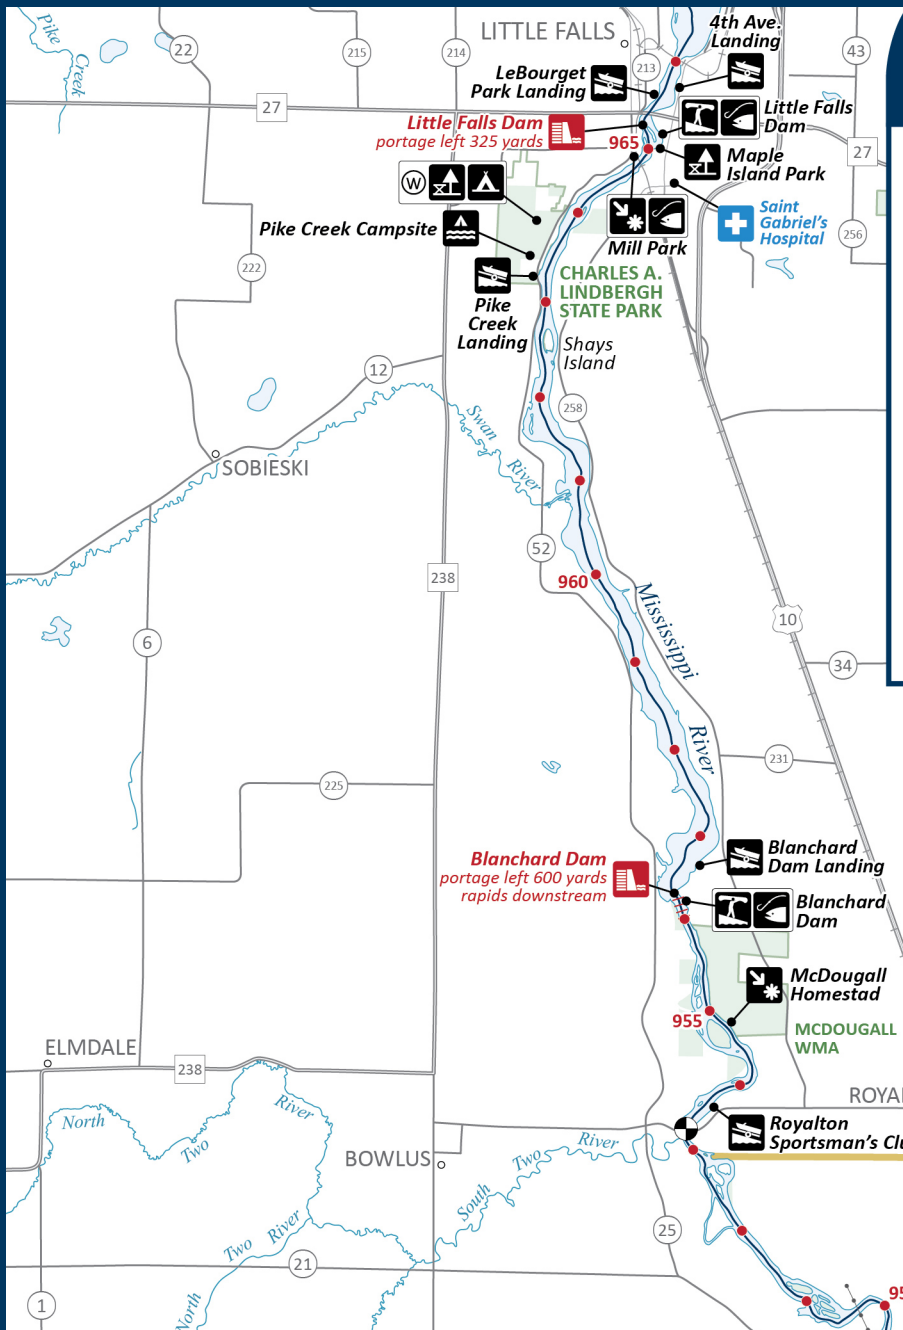 LITTLE FALLS
4th Ave.
Landing
Pike
Creek
22
215
214
213
43
LeBourget
Park Landing
27
Little Falls Dam
portage left 325 yards
965
Little Falls
Dam
27
Maple
Island Park
W
Saint
Gabriel's
Hospital
256
Pike Creek Campsite
Mill Park
222
CHARLES A.
LINDBERGH
STATE PARK
Pike
Creek
Landing
Shays
Island
12
258
Swan
River
SOBIESKI
52
238
960
Mississippi
River
10
6
34
231
225
Blanchard Dam
portage left 600 yards
rapids downstream
Blanchard
Dam Landing
Blanchard
Dam
McDougall
Homestad
955
MCDOUGALL
WMA
ELMDALE
238
North
Two
River
ROYA
Royalton
Sportsman's Clu
BOWLUS
South
Two
River
25
North
Two
River
21
1
95